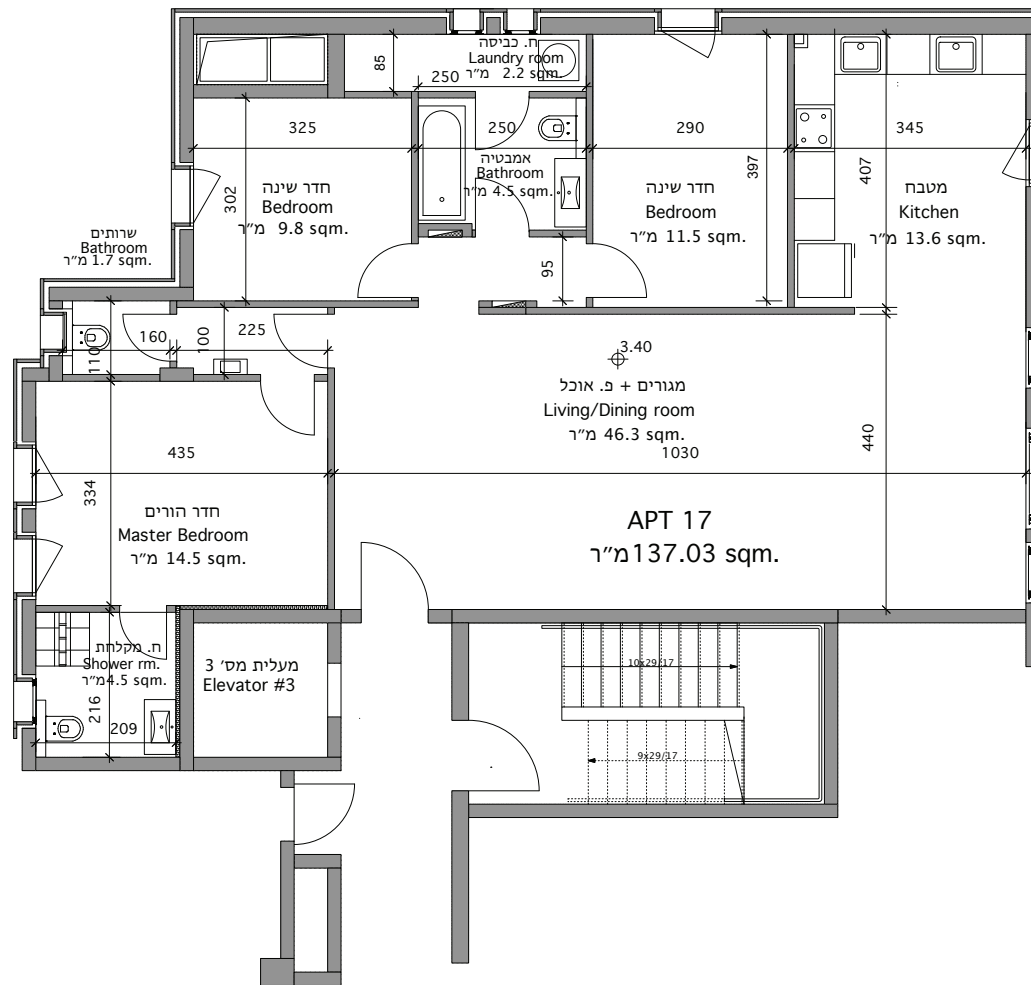 ח. כביסה
Laundry room
2.2 sqm. מ״ר
85
250
325
250
290
345
אמבטיה
Bathroom
4.5 sqm. מ״ר
397
407
302
חדר שינה
Bedroom
9.8 sqm. מ״ר
חדר שינה
Bedroom
11.5 sqm. מ״ר
מטבח
Kitchen
13.6 sqm. מ״ר
שרותים
Bathroom
1.7 sqm. מ״ר
95
160
110
100
225
3.40
מגורים + פ. אוכל
Living/Dining room
46.3 sqm. מ״ר
440
435
1030
334
חדר הורים
Master Bedroom
14.5 sqm. מ״ר
APT 17
137.03 sqm. מ״ר
ח. מקלחת
Shower rm.
4.5 sqm. מ״ר
216
209
מעלית מס׳ 3
Elevator #3
10x29/17
9x29/17